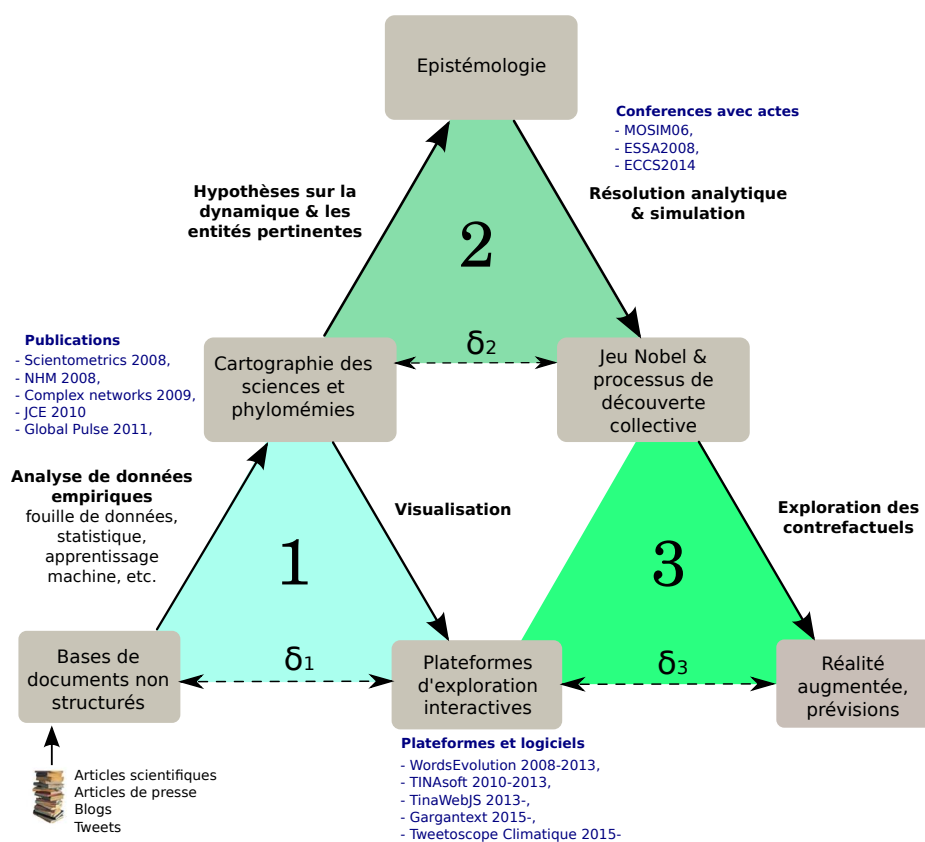 Epistémologie
Conferences avec actes
- MOSIM06,
- ESSA2008,
- ECCS2014
Hypothèses sur la
dynamique & les
entités pertinentes
Résolution analytique
& simulation
2
δ2
Publications
- Scientometrics 2008,
- NHM 2008,
- Complex networks 2009,
- JCE 2010
- Global Pulse 2011,
Cartographie des
sciences et
phylomémies
Jeu Nobel &
processus de
découverte
collective
Analyse de données
empiriques
fouille de données,
statistique,
apprentissage
machine, etc.
Visualisation
Exploration des
contrefactuels
1
3
δ1
δ3
Bases de
documents non
structurés
Plateformes
d'exploration
interactives
Réalité
augmentée,
prévisions
Articles scientifiques
Articles de presse
Blogs
Tweets
Plateformes et logiciels
- WordsEvolution 2008-2013,
- TINAsoft 2010-2013,
- TinaWebJS 2013-,
- Gargantext 2015-,
- Tweetoscope Climatique 2015-